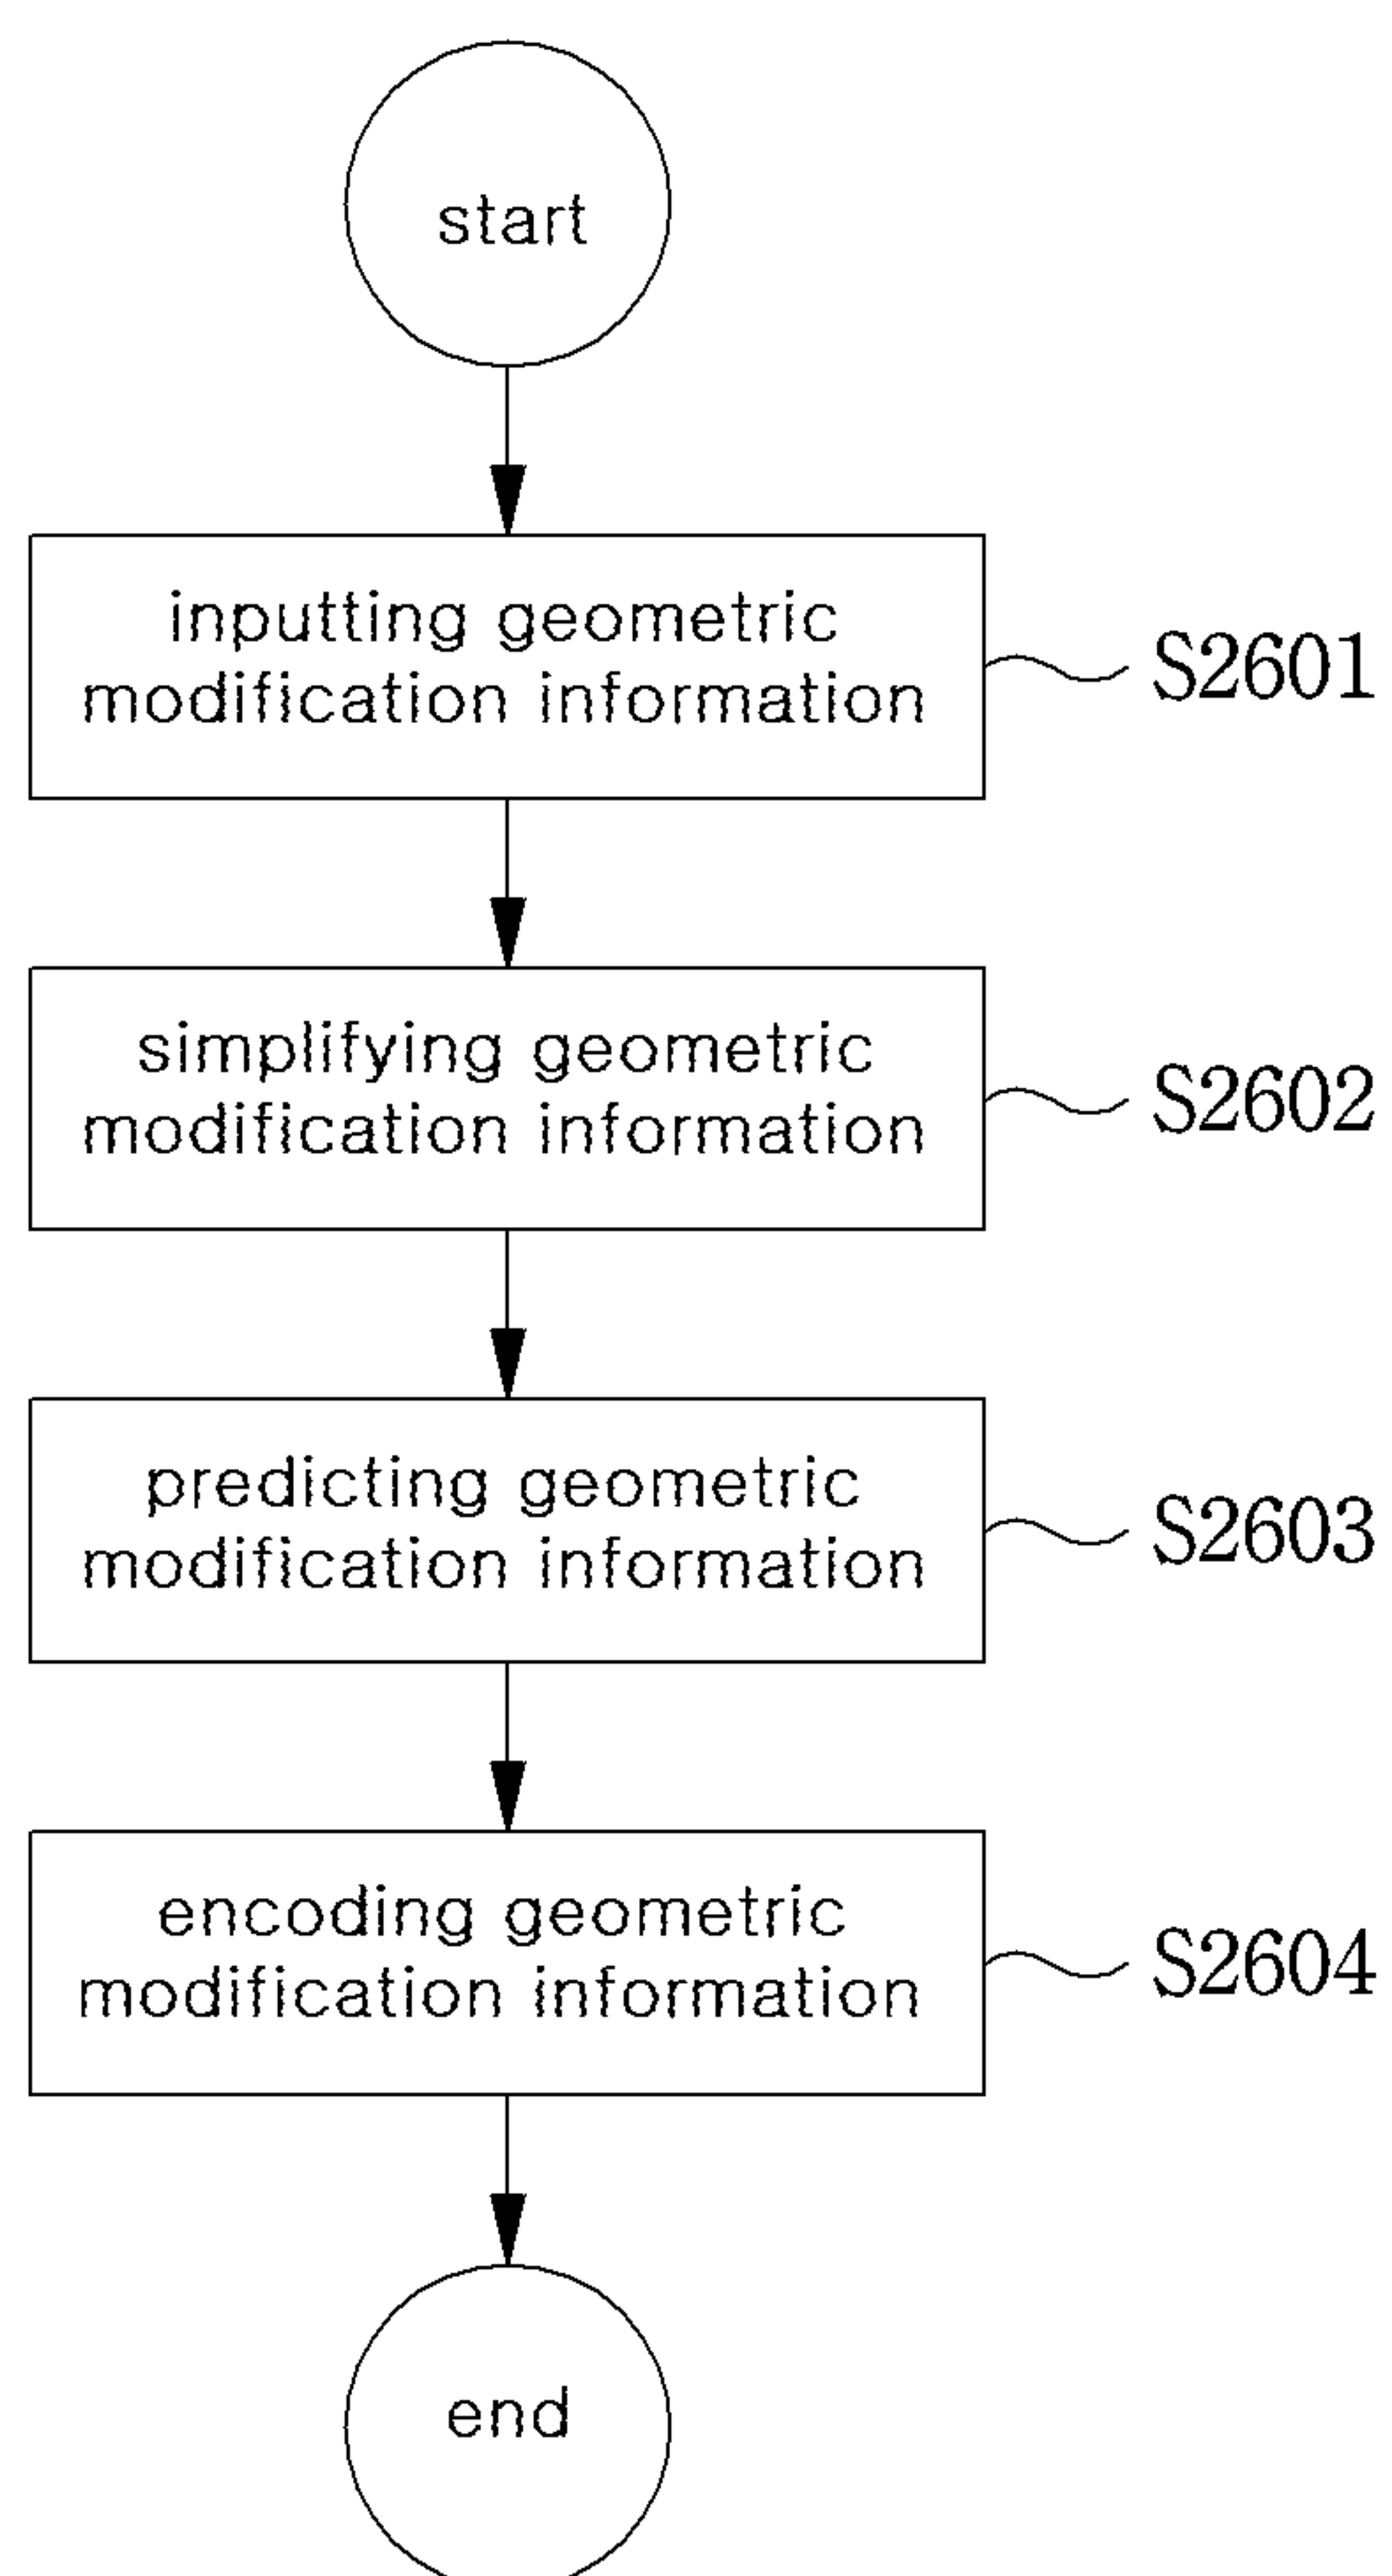 start
inputting geometric
modification information
S2601
simplifying geometric
modification information
S2602
predicting geometric
modification information
S2603
encoding geometric
modification information
S2604
end